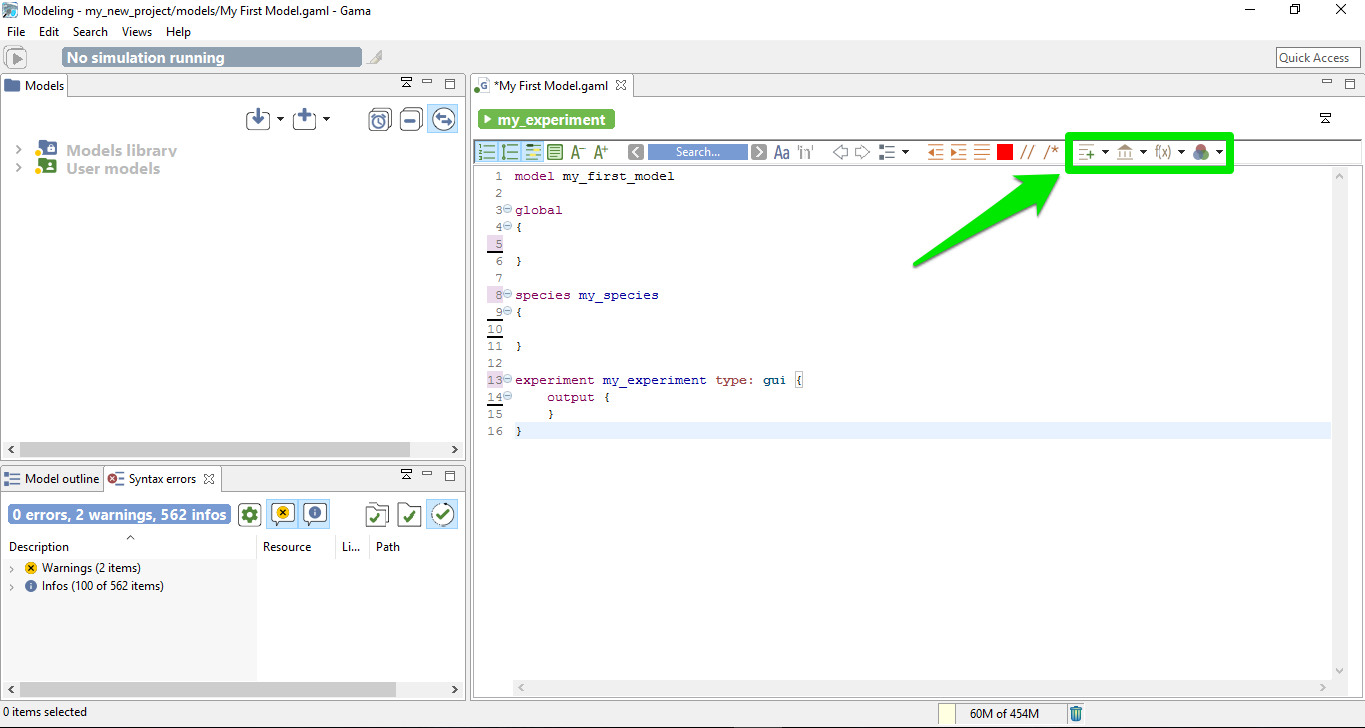 Modeling - my_new_project/models/My First Model.gaml - Gama
File Edit Search Views Help
No simulation running
Quick Access
Models
Models library
User models
*My First Model.gaml
my_experiment
A- A+ Search... Aa 'in' // /* f(x)
1 model my_first_model
2
3 global
4 {
5
6 }
7
8 species my_species
9 {
10
11 }
12
13 experiment my_experiment type: gui {
14 output {
15 }
16 }
Model outline Syntax errors
0 errors, 2 warnings, 562 infos
Description Resource Li... Path
Warnings (2 items)
Infos (100 of 562 items)
0 items selected
60M of 454M